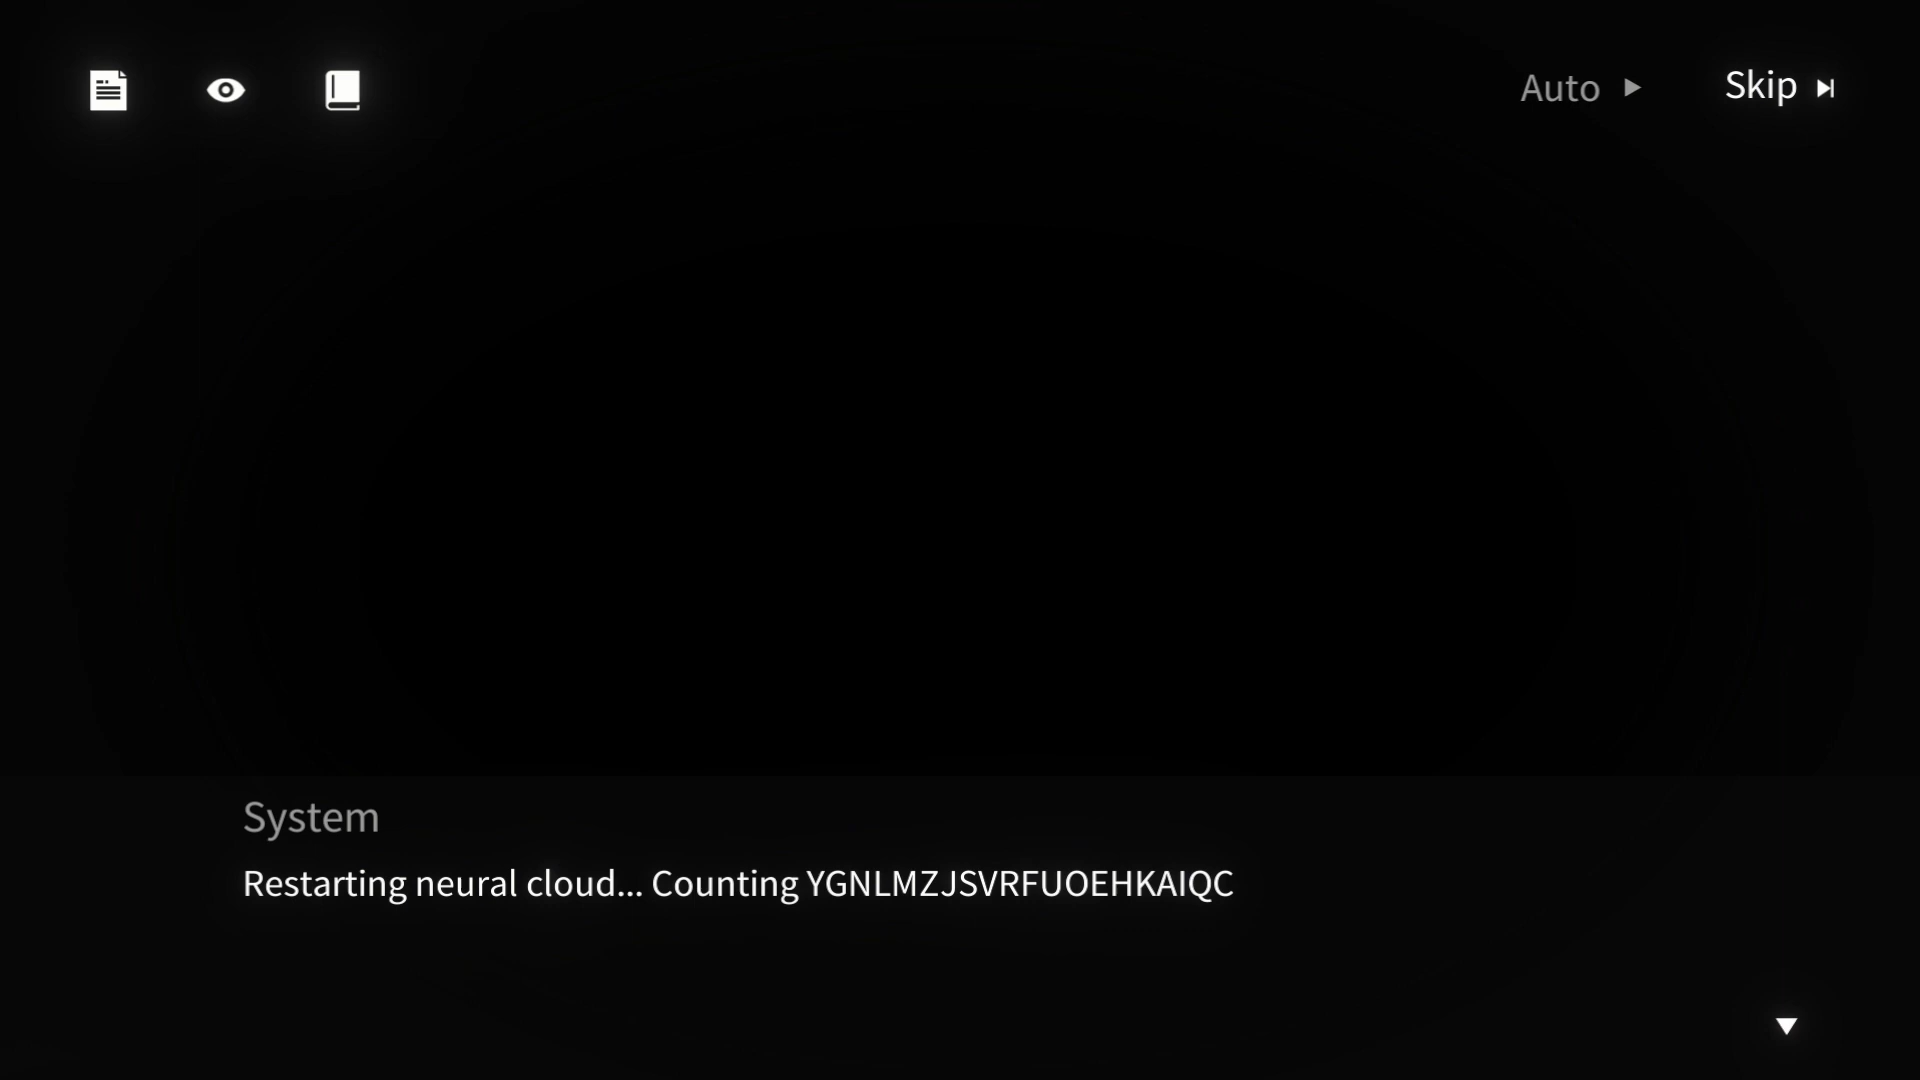 Auto
Skip
System
Restarting neural cloud... Counting YGNLMZJSVRFUOEHKAIQC